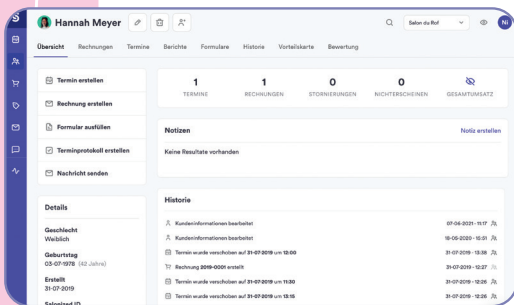 S
Hannah Meyer
Salon du Rof
Ni
Übersicht Rechnungen Termine Berichte Formulare Historie Vorteilskarte Bewertung
Termin erstellen
Rechnung erstellen
Formular ausfüllen
Terminprotokoll erstellen
Nachricht senden
1 1 0 0
TERMINE RECHNUNGEN STORNIERUNGEN NICHTERSCHEINEN GESAMTUMSATZ
Notizen Notiz erstellen
Keine Resultate vorhanden
Details
Geschlecht
Weiblich
Geburtstag
03-07-1978 (42 Jahre)
Erstellt
31-07-2019
Salonized ID
Historie
Kundeninformationen bearbeitet 07-06-2021 - 11:17
Kundeninformationen bearbeitet 18-05-2020 - 15:51
Termin wurde verschoben auf 31-07-2019 um 12:00 31-07-2019 - 13:38
Rechnung 2019-0001 erstellt 31-07-2019 - 12:27
Termin wurde verschoben auf 31-07-2019 um 11:30 31-07-2019 - 12:26
Termin wurde verschoben auf 31-07-2019 um 13:15 31-07-2019 - 12:26